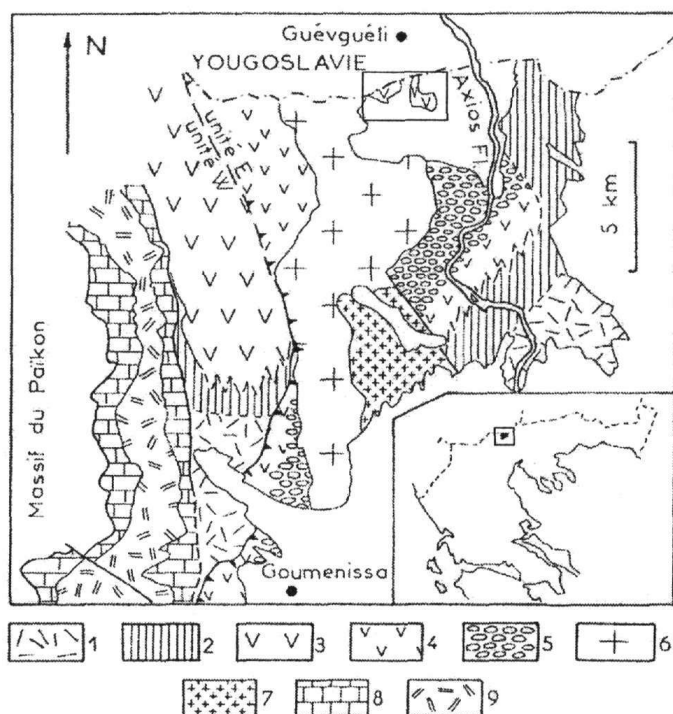 N
Guévguéli
YOUGOSLAVIE
Axios Fl
unité E
unité W
5 km
Massif du Païkon
Goumenissa
1
2
3
4
5
6
7
8
9